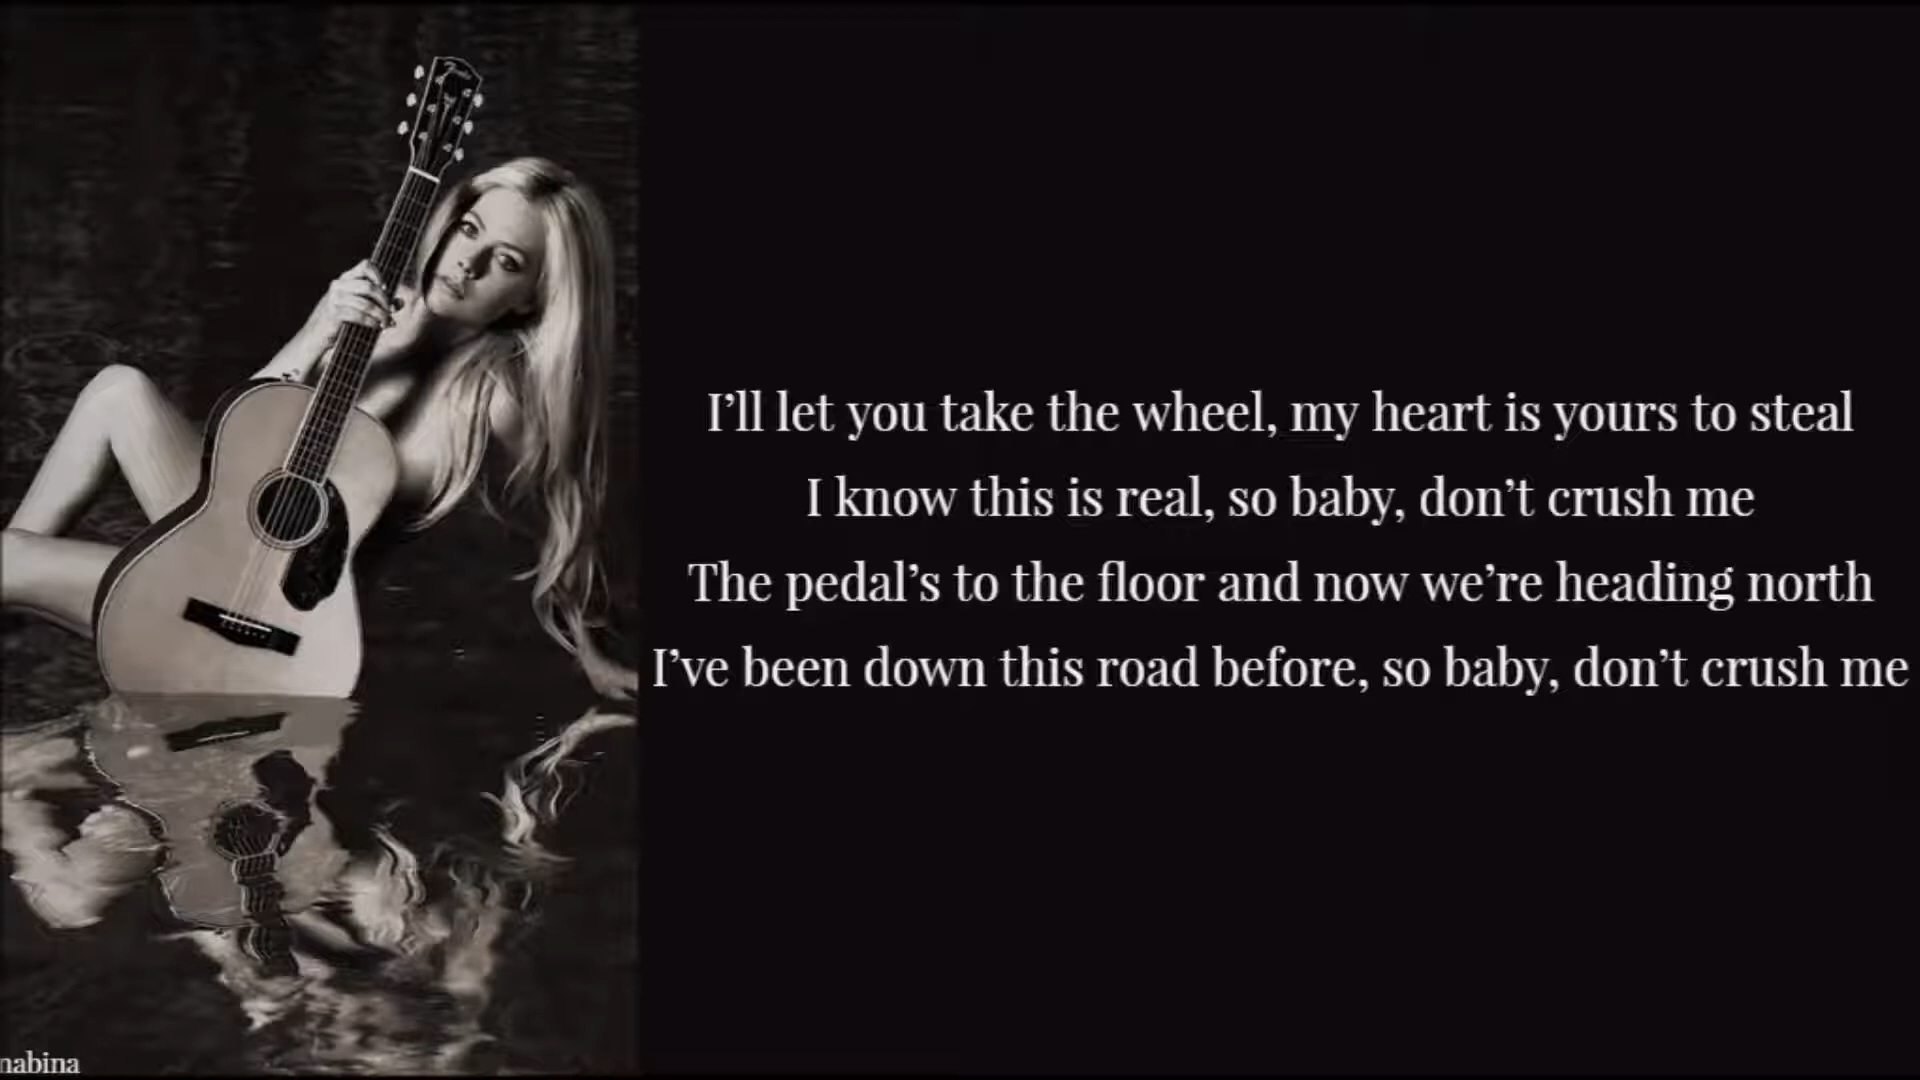 Fender
I’ll let you take the wheel, my heart is yours to steal
I know this is real, so baby, don’t crush me
The pedal’s to the floor and now we’re heading north
I’ve been down this road before, so baby, don’t crush me
nabina